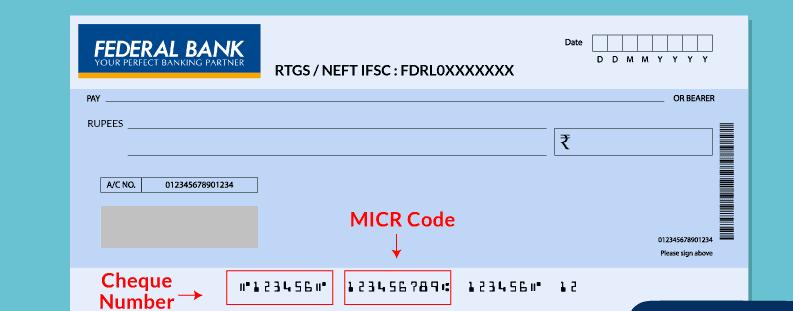 FEDERAL BANK
YOUR PERFECT BANKING PARTNER
RTGS / NEFT IFSC : FDRL0XXXXXXX
Date
D D M M Y Y Y Y
PAY
OR BEARER
RUPEES
₹
A/C NO. 012345678901234
MICR Code
012345678901234
Please sign above
Cheque
Number
⑈123456⑈ 123456789⑆ 123456⑈ 12